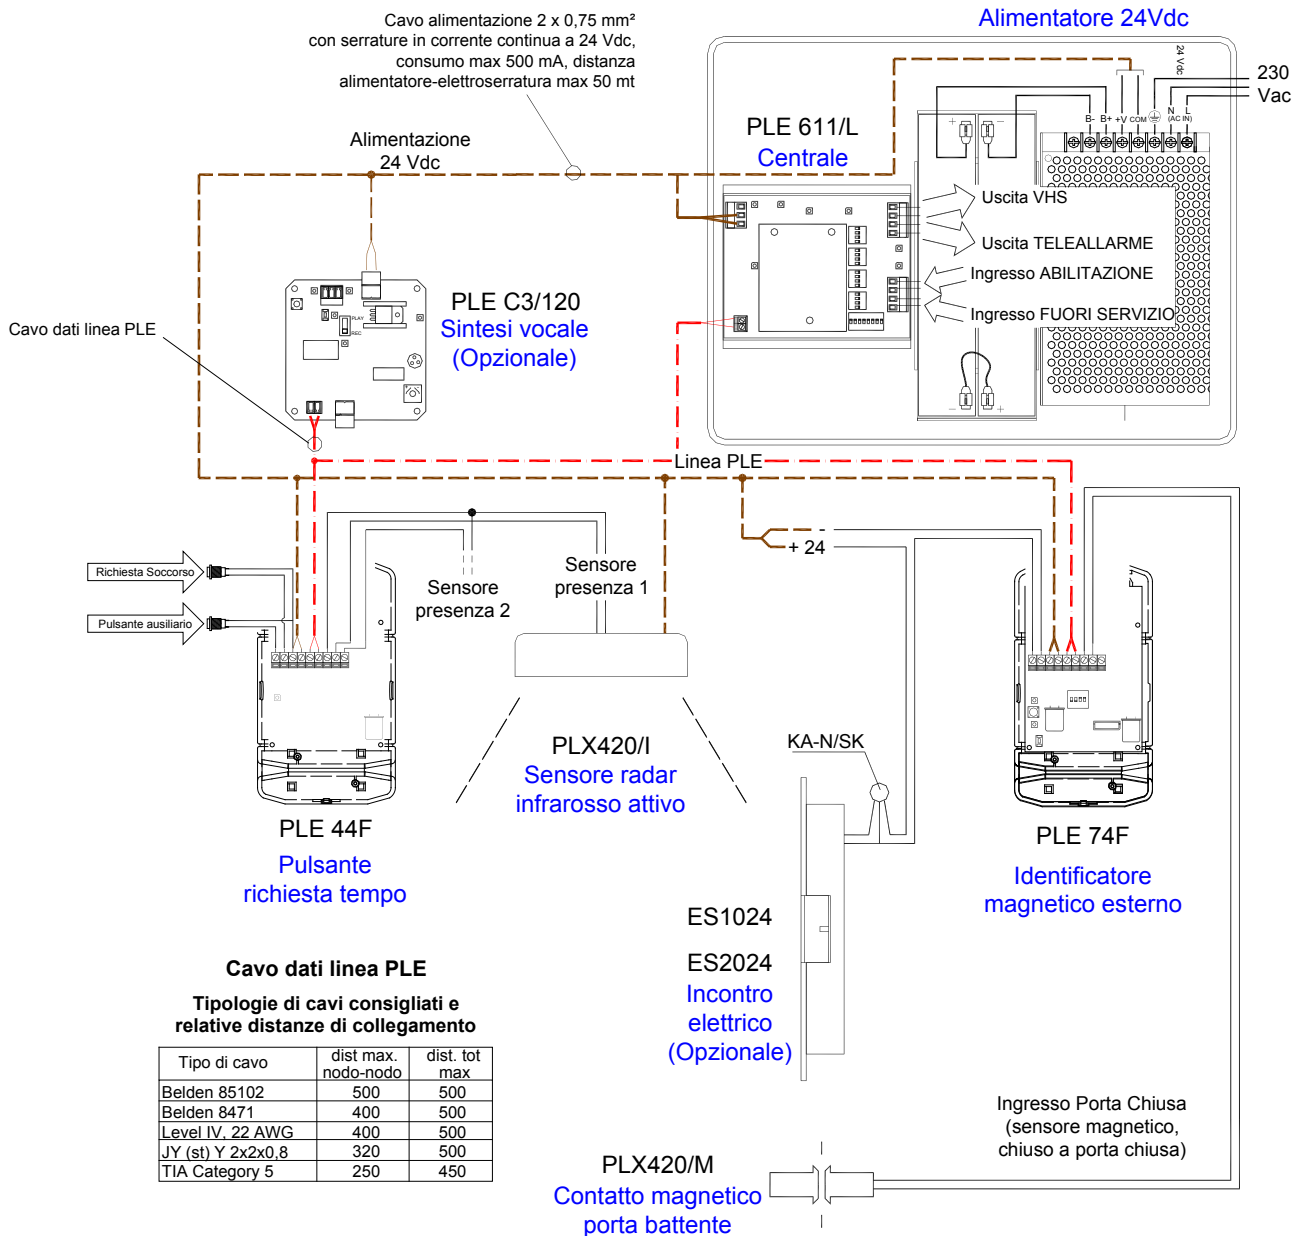 Cavo alimentazione 2 x 0,75 mm²
con serrature in corrente continua a 24 Vdc,
consumo max 500 mA, distanza
alimentatore-elettroserratura max 50 mt
Alimentatore 24Vdc
230
Vac
24 Vdc
B-
B+
+V
COM
N
L
(AC IN)
+
-
PLE 611/L
Centrale
Alimentazione
24 Vdc
Uscita VHS
Uscita TELEALLARME
Ingresso ABILITAZIONE
Ingresso FUORI SERVIZIO
-
+
PLE C3/120
Sintesi vocale
(Opzionale)
PLAY
REC
Cavo dati linea PLE
Linea PLE
-
+ 24
Richiesta Soccorso
Pulsante ausiliario
Sensore
presenza 2
Sensore
presenza 1
PLX420/I
Sensore radar
infrarosso attivo
KA-N/SK
PLE 44F
Pulsante
richiesta tempo
PLE 74F
Identificatore
magnetico esterno
ES1024
ES2024
Incontro
elettrico
(Opzionale)
Cavo dati linea PLE
Tipologie di cavi consigliati e
relative distanze di collegamento
Tipo di cavo | dist max. nodo-nodo | dist. tot max
Belden 85102 | 500 | 500
Belden 8471 | 400 | 500
Level IV, 22 AWG | 400 | 500
JY (st) Y 2x2x0,8 | 320 | 500
TIA Category 5 | 250 | 450
Ingresso Porta Chiusa
(sensore magnetico,
chiuso a porta chiusa)
PLX420/M
Contatto magnetico
porta battente